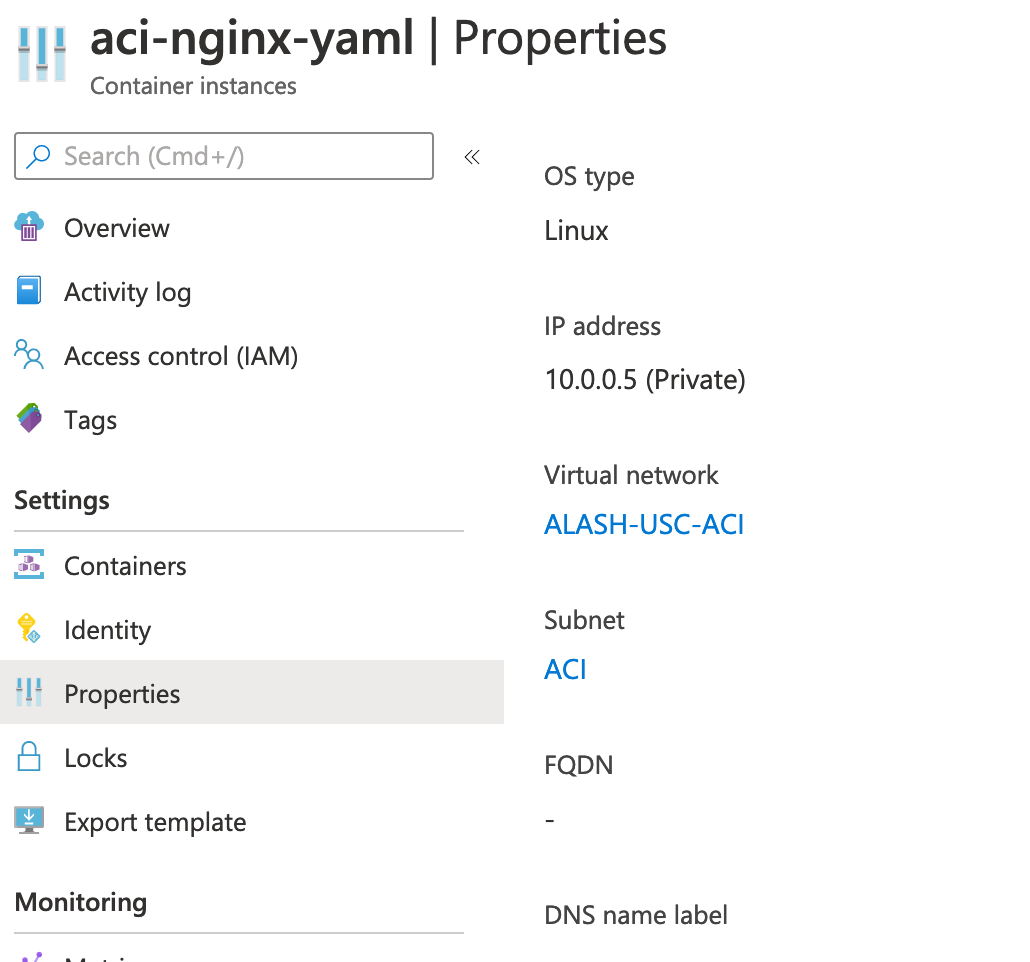 aci-nginx-yaml | Properties
Container instances
Search (Cmd+/)
«
Overview
Activity log
Access control (IAM)
Tags
Settings
Containers
Identity
Properties
Locks
Export template
Monitoring
OS type
Linux
IP address
10.0.0.5 (Private)
Virtual network
ALASH-USC-ACI
Subnet
ACI
FQDN
-
DNS name label